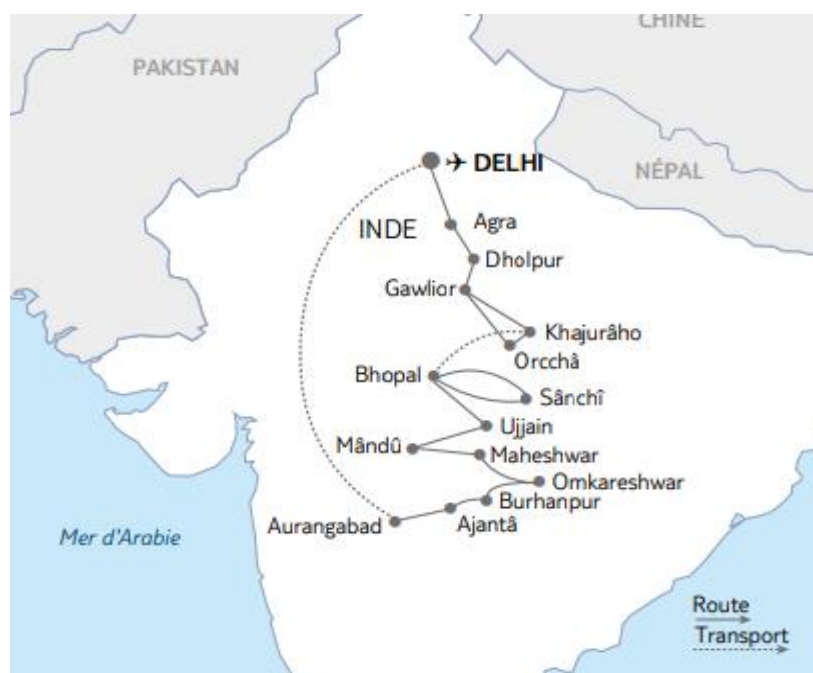 CHINE
PAKISTAN
DELHI
NÉPAL
INDE
Agra
Dholpur
Gawlior
Khajurâho
Orcchâ
Bhopal
Sânchî
Ujjain
Mândû
Maheshwar
Omkareshwar
Burhanpur
Aurangabad
Ajantâ
Mer d'Arabie
Route
Transport